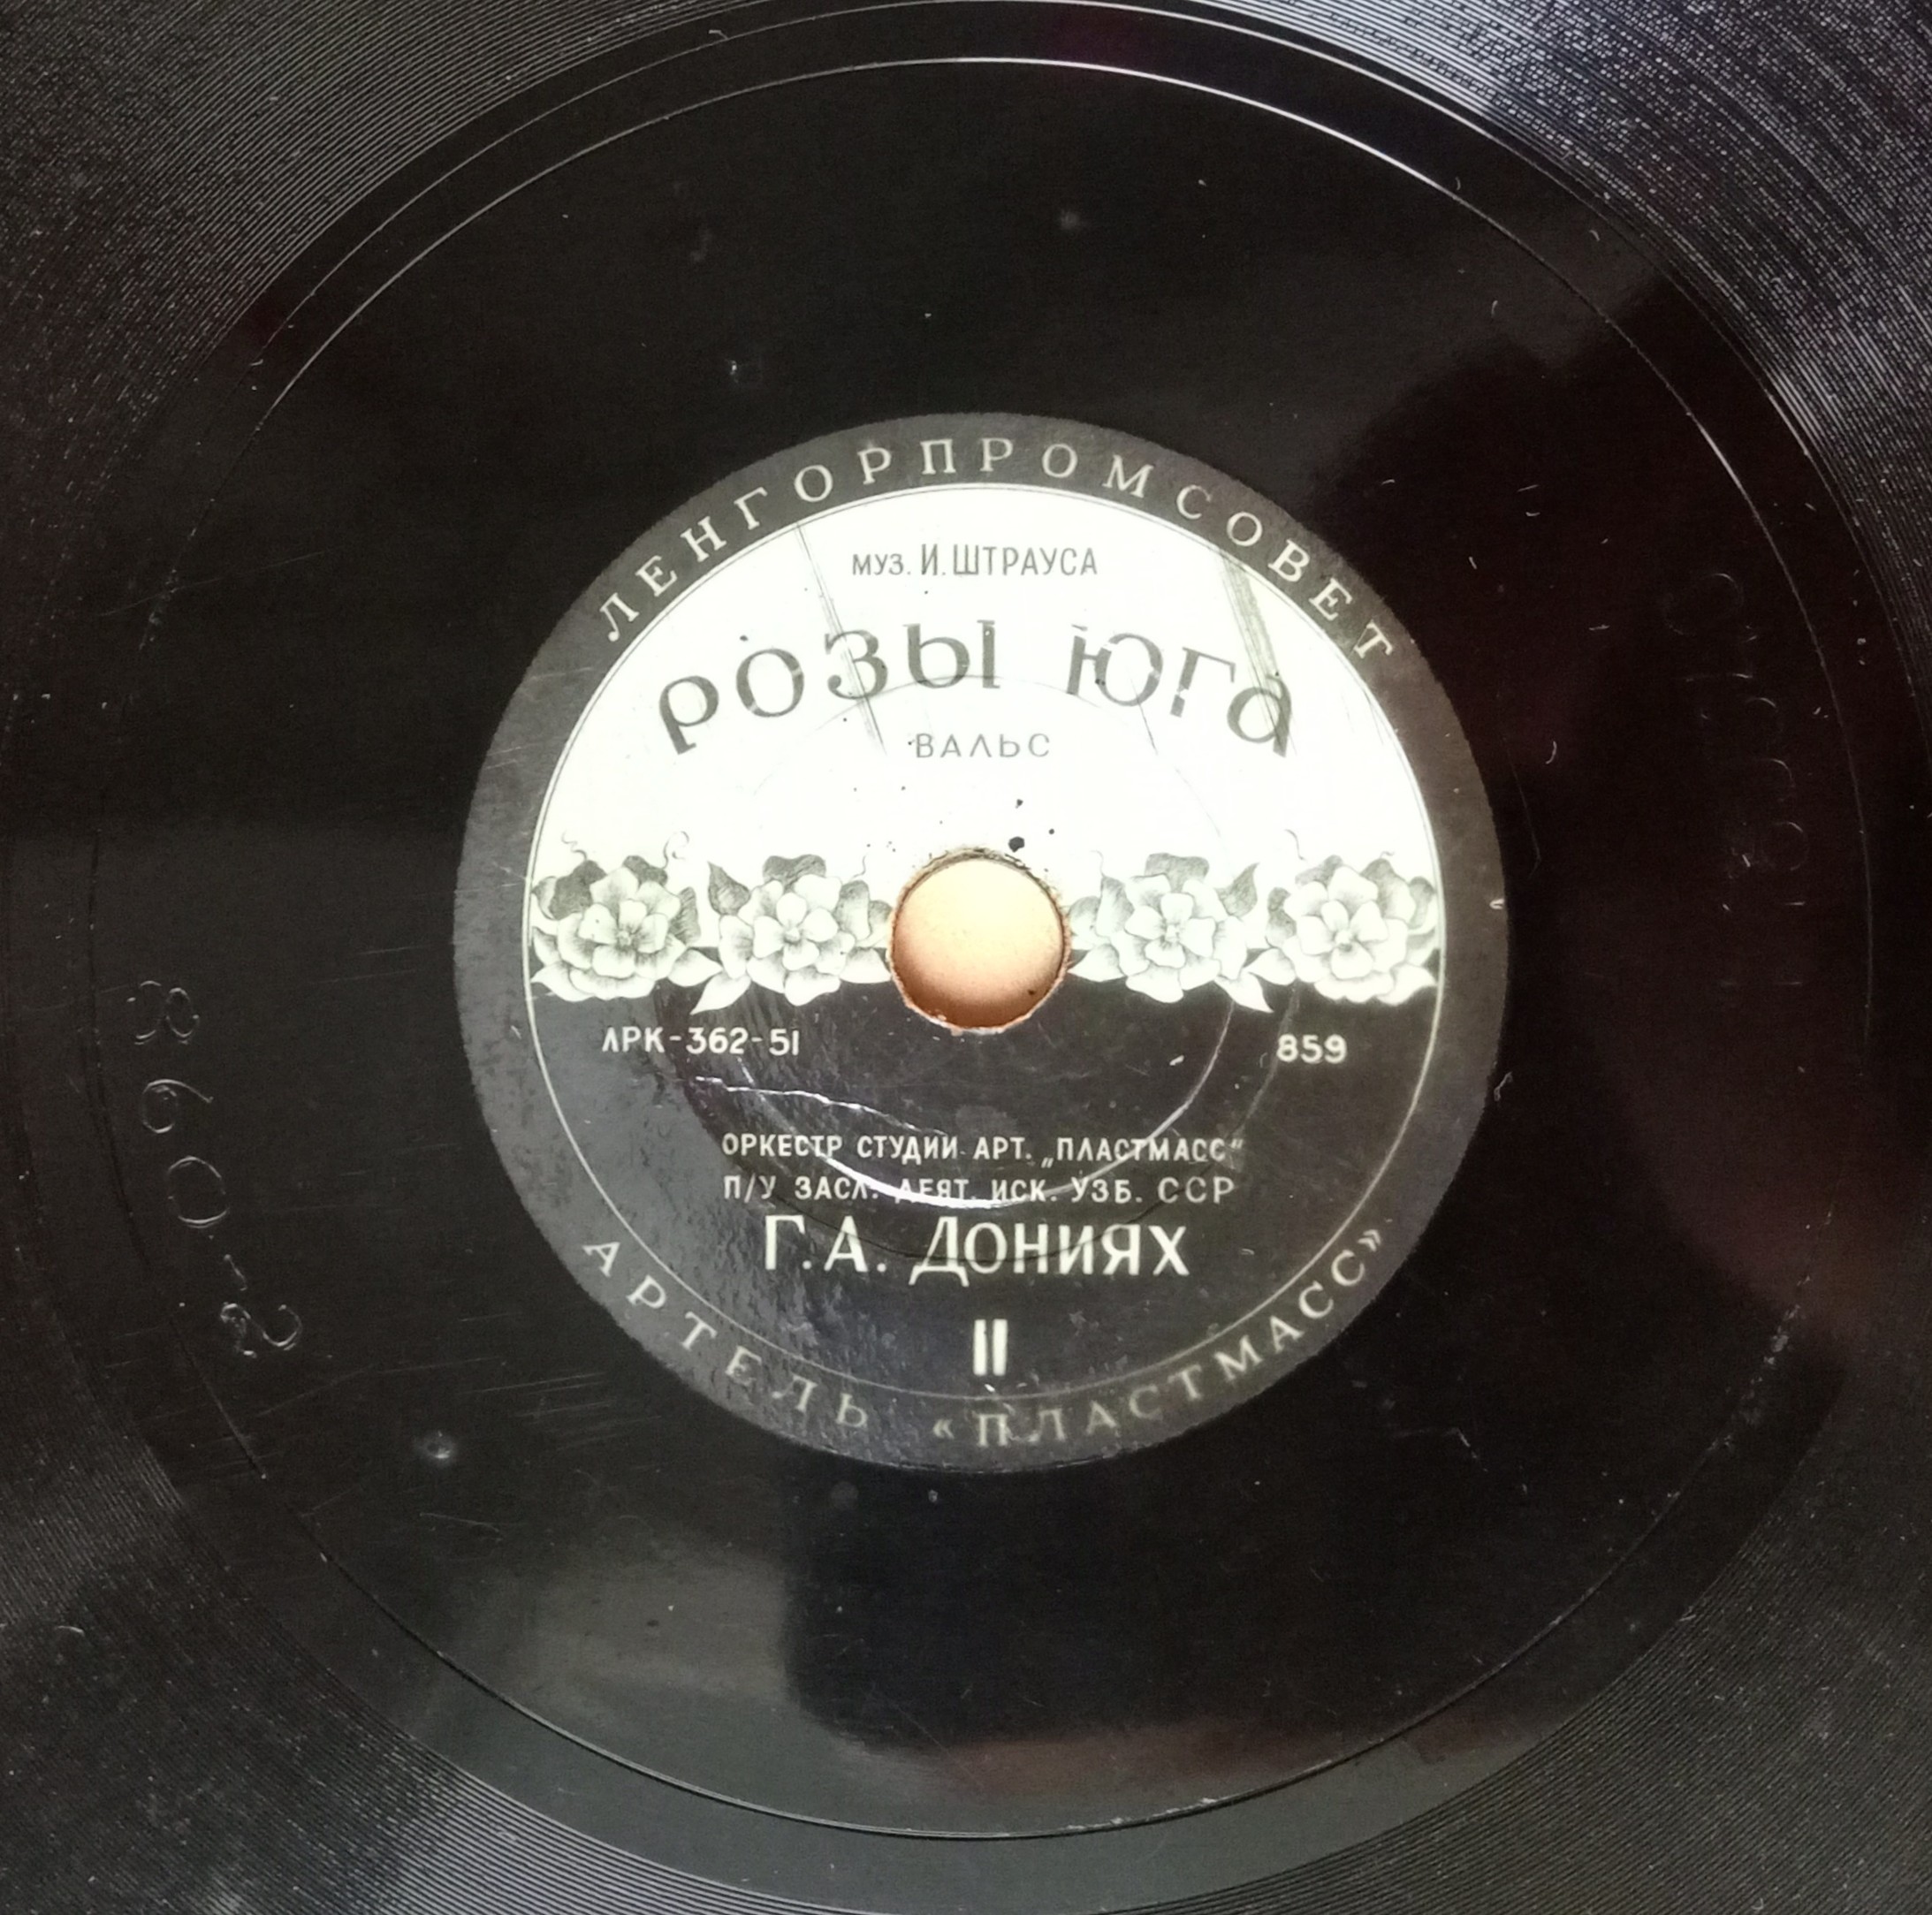 ЛЕНГОРПРОМСОВЕТ
МУЗ. И. ШТРАУСА
РОЗЫ ЮГА
ВАЛЬС
ЛРК-362-51
859
ОРКЕСТР СТУДИИ АРТ. „ПЛАСТМАСС“
П/У ЗАСЛ. ДЕЯТ. ИСК. УЗБ. ССР
Г.А. ДОНИЯХ
II
АРТЕЛЬ «ПЛАСТМАСС»
860-2